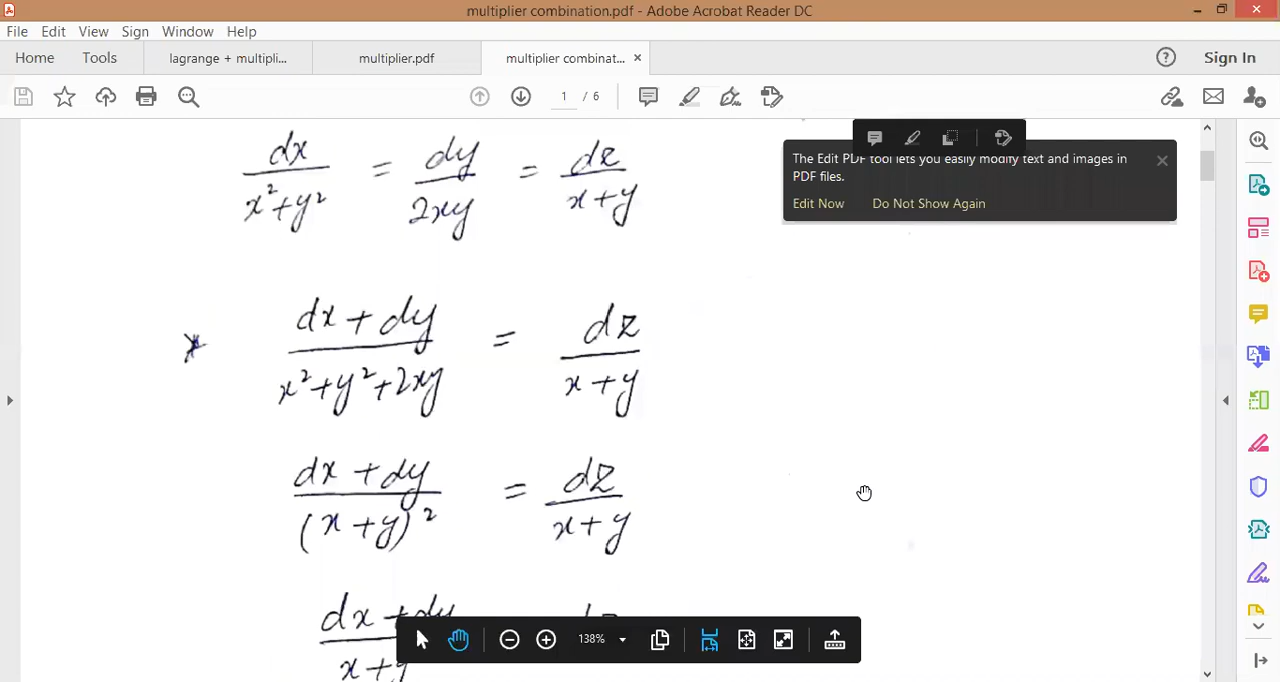 multiplier combination.pdf - Adobe Acrobat Reader DC
File Edit View Sign Window Help
Home Tools lagrange + multipli... multiplier.pdf multiplier combinat... × ? Sign In
1 / 6
dx/(x²+y²) = dy/(2xy) = dz/(x+y)
The Edit PDF tool lets you easily modify text and images in
PDF files.
Edit Now Do Not Show Again
* (dx + dy)/(x²+y²+2xy) = dz/(x+y)
(dx + dy)/(x+y)² = dz/(x+y)
(dx + dy)/(x+y)
138%